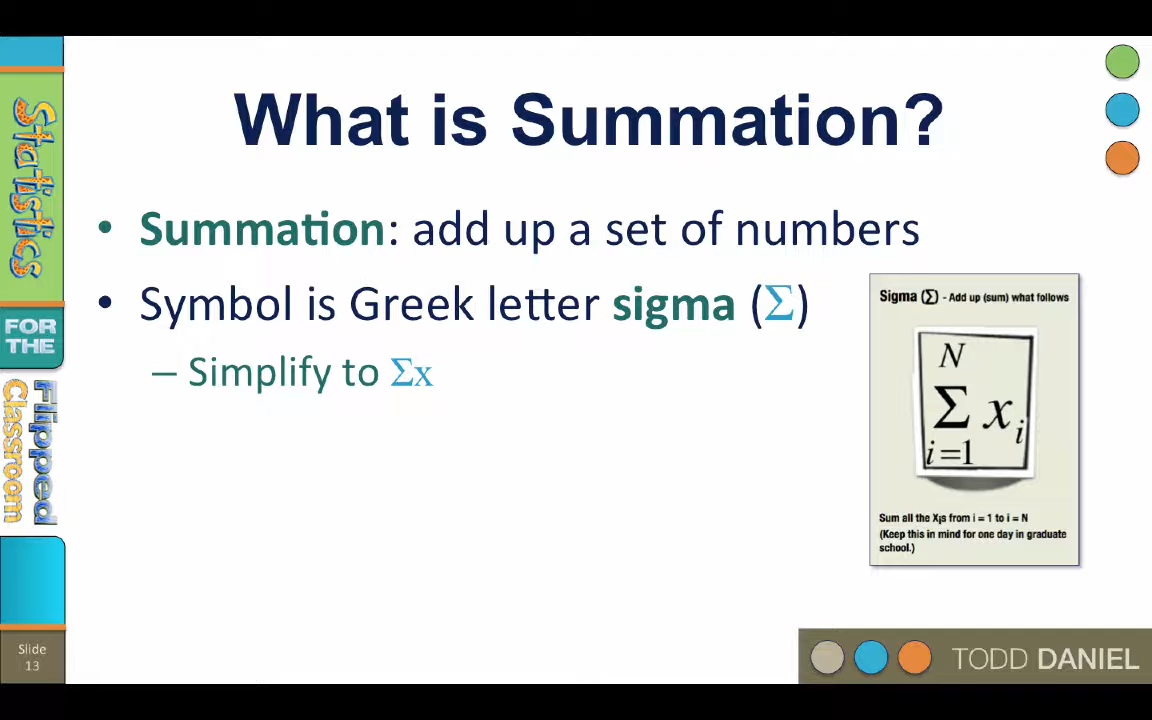 What is Summation?
• Summation: add up a set of numbers
• Symbol is Greek letter sigma (Σ)
– Simplify to Σx
Sigma (Σ) - Add up (sum) what follows
N
Σ xᵢ
i=1
Sum all the Xᵢs from i = 1 to i = N
(Keep this in mind for one day in graduate
school.)
Statistics
FOR
THE
Flipped
Classroom
Slide
13
TODD DANIEL